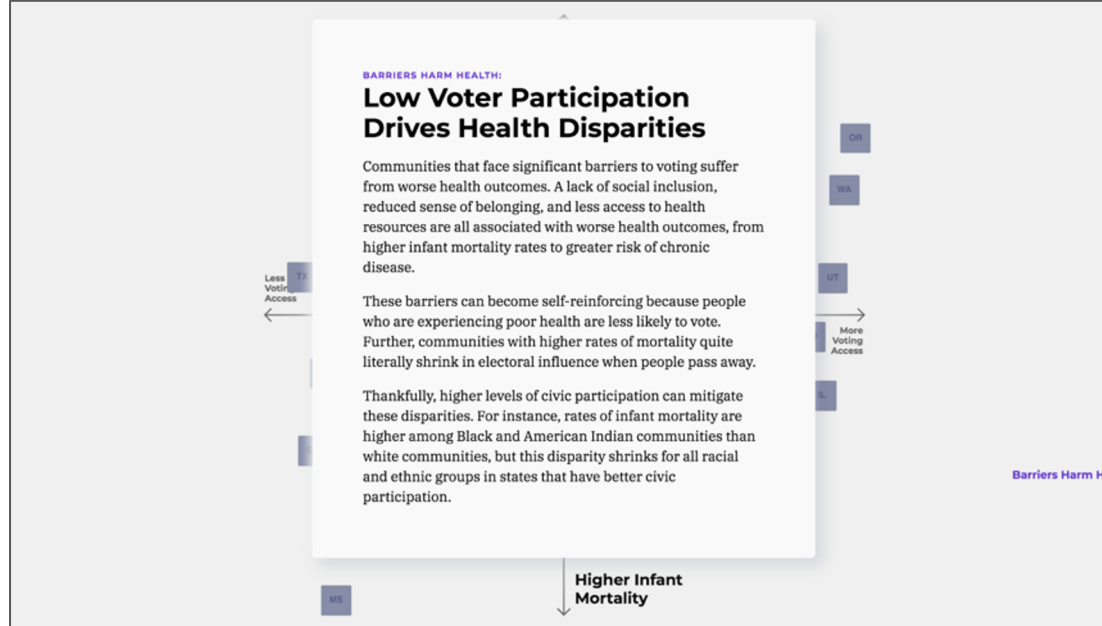 BARRIERS HARM HEALTH:
Low Voter Participation
Drives Health Disparities
Communities that face significant barriers to voting suffer
from worse health outcomes. A lack of social inclusion,
reduced sense of belonging, and less access to health
resources are all associated with worse health outcomes, from
higher infant mortality rates to greater risk of chronic
disease.
These barriers can become self-reinforcing because people
who are experiencing poor health are less likely to vote.
Further, communities with higher rates of mortality quite
literally shrink in electoral influence when people pass away.
Thankfully, higher levels of civic participation can mitigate
these disparities. For instance, rates of infant mortality are
higher among Black and American Indian communities than
white communities, but this disparity shrinks for all racial
and ethnic groups in states that have better civic
participation.
OR
WA
UT
IL
TX
MS
Less
Voting
Access
More
Voting
Access
Barriers Harm H
Higher Infant
Mortality